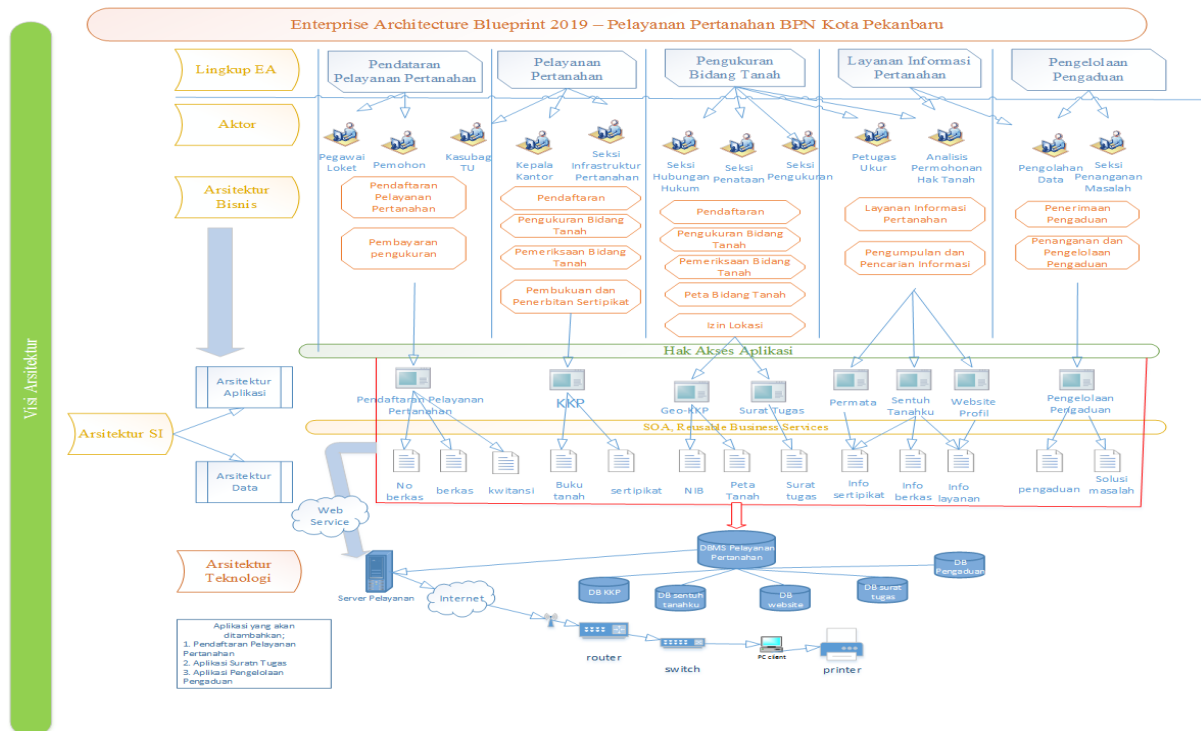 Enterprise Architecture Blueprint 2019 – Pelayanan Pertanahan BPN Kota Pekanbaru
Visi Arsitektur
Lingkup EA
Pendataran
Pelayanan Pertanahan
Pelayanan
Pertanahan
Pengukuran
Bidang Tanah
Layanan Informasi
Pertanahan
Pengelolaan
Pengaduan
Aktor
Pegawai
Loket
Pemohon
Kasubag
TU
Kepala
Kantor
Seksi
Infrastruktur
Pertanahan
Seksi
Hubungan
Hukum
Seksi
Penataan
Seksi
Pengukuran
Petugas
Ukur
Analisis
Permohonan
Hak Tanah
Pengolahan
Data
Seksi
Penanganan
Masalah
Arsitektur
Bisnis
Pendaftaran
Pelayanan
Pertanahan
Pembayaran
pengukuran
Pendaftaran
Pengukuran Bidang
Tanah
Pemeriksaan Bidang
Tanah
Pembukuan dan
Penerbitan Sertipikat
Pendaftaran
Pengukuran Bidang
Tanah
Pemeriksaan Bidang
Tanah
Peta Bidang Tanah
Izin Lokasi
Layanan Informasi
Pertanahan
Pengumpulan dan
Pencarian Informasi
Penerimaan
Pengaduan
Penanganan dan
Pengelolaan
Pengaduan
Hak Akses Aplikasi
Arsitektur SI
Arsitektur
Aplikasi
Arsitektur
Data
Pendaftaran Pelayanan
Pertanahan
KKP
Geo-KKP
Surat Tugas
Permata
Sentuh
Tanahku
Website
Profil
Pengelolaan
Pengaduan
SOA, Reusable Business Services
No
berkas
berkas
kwitansi
Buku
tanah
sertipikat
NIB
Peta
Tanah
Surat
tugas
Info
sertipikat
Info
berkas
Info
layanan
pengaduan
Solusi
masalah
Web
Service
Arsitektur
Teknologi
Server Pelayanan
Internet
DBMS Pelayanan
Pertanahan
DB KKP
DB sentuh
tanahku
DB
website
DB surat
tugas
DB
Pengaduan
router
switch
PC client
printer
Aplikasi yang akan
ditambahkan;
1. Pendaftaran Pelayanan
Pertanahan
2. Aplikasi Suratn Tugas
3. Aplikasi Pengelolaan
Pengaduan